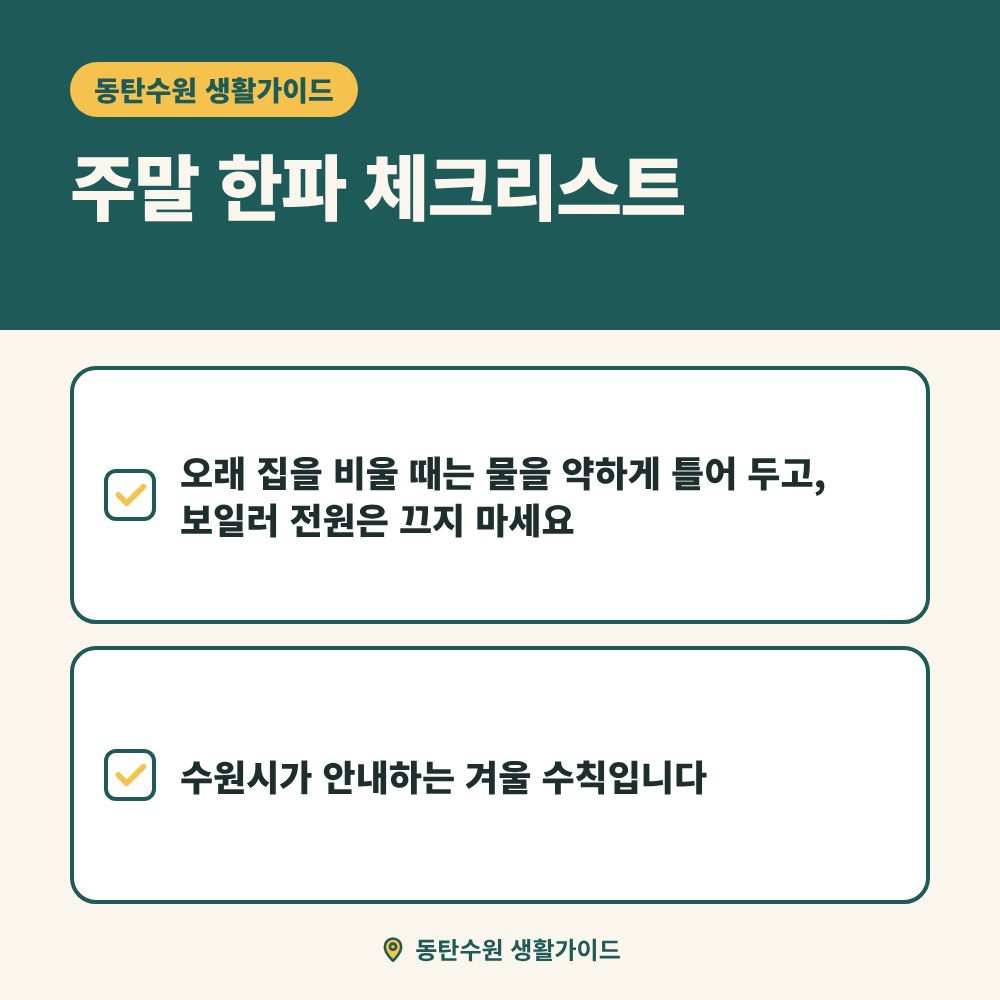 동탄수원 생활가이드
주말 한파 체크리스트
오래 집을 비울 때는 물을 약하게 틀어 두고,
보일러 전원은 끄지 마세요
수원시가 안내하는 겨울 수칙입니다
동탄수원 생활가이드